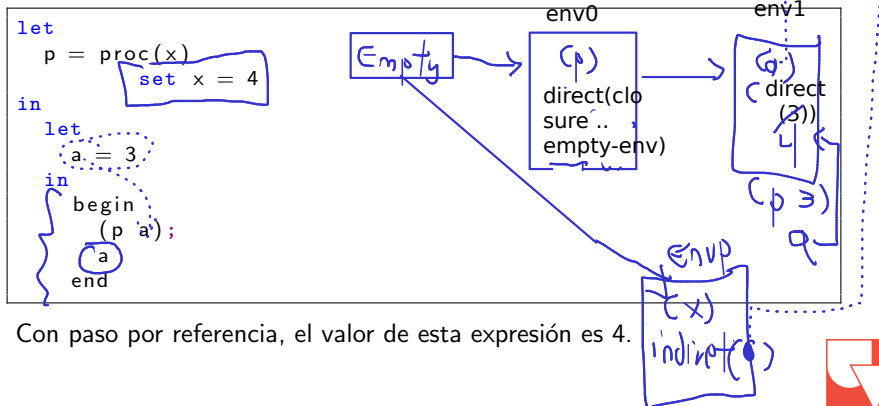 let
p = proc(x)
set x = 4
in
let
a = 3
in
begin
(p a);
a
end
Empty
env0
(p)
direct(clo
sure ..
empty-env)
env1
(a)
( direct
(3))
4
(p 3)
a
Envp
(x)
Con paso por referencia, el valor de esta expresión es 4.